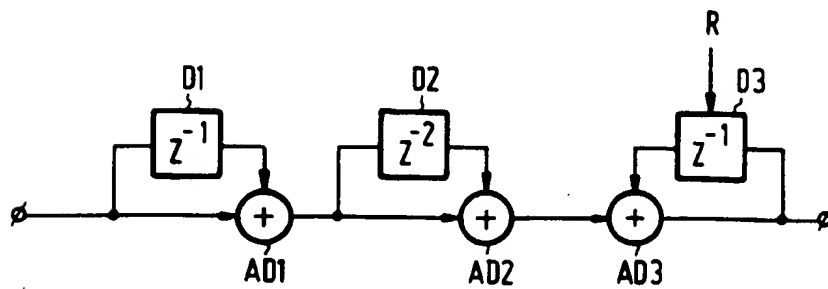 R
D1
D2
D3
z⁻¹
z⁻²
z⁻¹
+
+
+
AD1
AD2
AD3